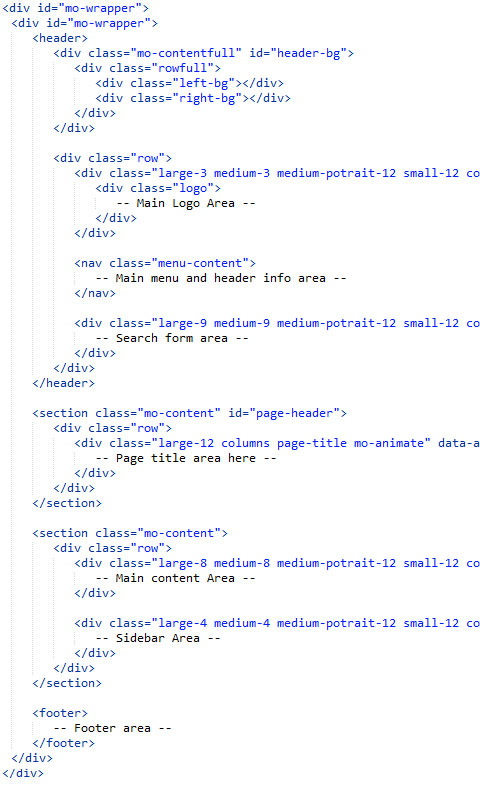 <div id="mo-wrapper">
<div id="mo-wrapper">
<header>
<div class="mo-contentfull" id="header-bg">
<div class="rowfull">
<div class="left-bg"></div>
<div class="right-bg"></div>
</div>
</div>
<div class="row">
<div class="large-3 medium-3 medium-potrait-12 small-12 co
<div class="logo">
-- Main Logo Area --
</div>
</div>
<nav class="menu-content">
-- Main menu and header info area --
</nav>
<div class="large-9 medium-9 medium-potrait-12 small-12 co
-- Search form area --
</div>
</div>
</header>
<section class="mo-content" id="page-header">
<div class="row">
<div class="large-12 columns page-title mo-animate" data-a
-- Page title area here --
</div>
</div>
</section>
<section class="mo-content">
<div class="row">
<div class="large-8 medium-8 medium-potrait-12 small-12 co
-- Main content Area --
</div>
<div class="large-4 medium-4 medium-potrait-12 small-12 co
-- Sidebar Area --
</div>
</div>
</section>
<footer>
-- Footer area --
</footer>
</div>
</div>